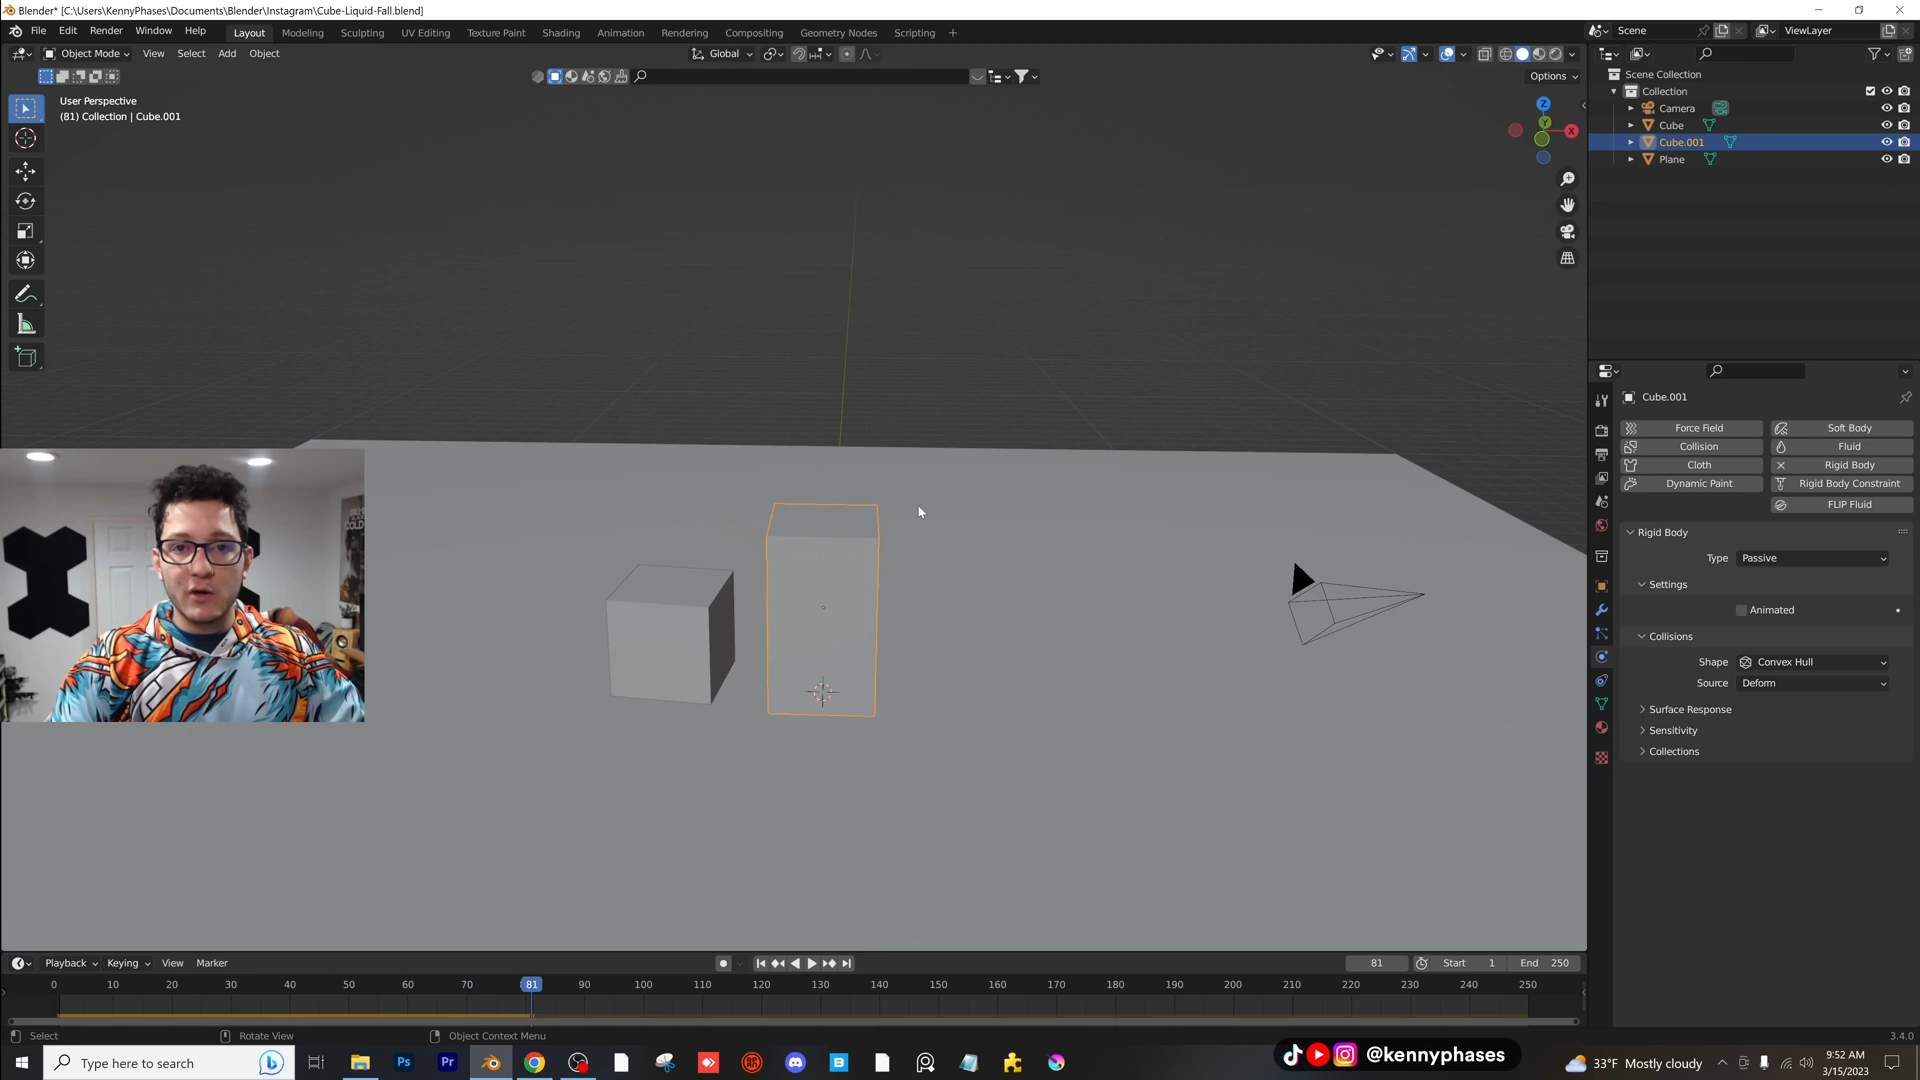 Blender* [C:\Users\KennyPhases\Documents\Blender\Instagram\Cube-Liquid-Fall.blend]
File Edit Render Window Help Layout Modeling Sculpting UV Editing Texture Paint Shading Animation Rendering Compositing Geometry Nodes Scripting + Scene ViewLayer
Object Mode View Select Add Object Global
Options
User Perspective
(81) Collection | Cube.001
Z
Y
X
Scene Collection
Collection
Camera
Cube
Cube.001
Plane
Cube.001
Force Field Soft Body
Collision Fluid
Cloth Rigid Body
Dynamic Paint Rigid Body Constraint
FLIP Fluid
Rigid Body
Type Passive
Settings
Animated
Collisions
Shape Convex Hull
Source Deform
Surface Response
Sensitivity
Collections
Playback Keying View Marker 81 Start 1 End 250
0 10 20 30 40 50 60 70 81 90 100 110 120 130 140 150 160 170 180 190 200 210 220 230 240 250
Select Rotate View Object Context Menu 3.4.0
Type here to search
Ps
Pr
@kennyphases
33°F Mostly cloudy
9:52 AM
3/15/2023